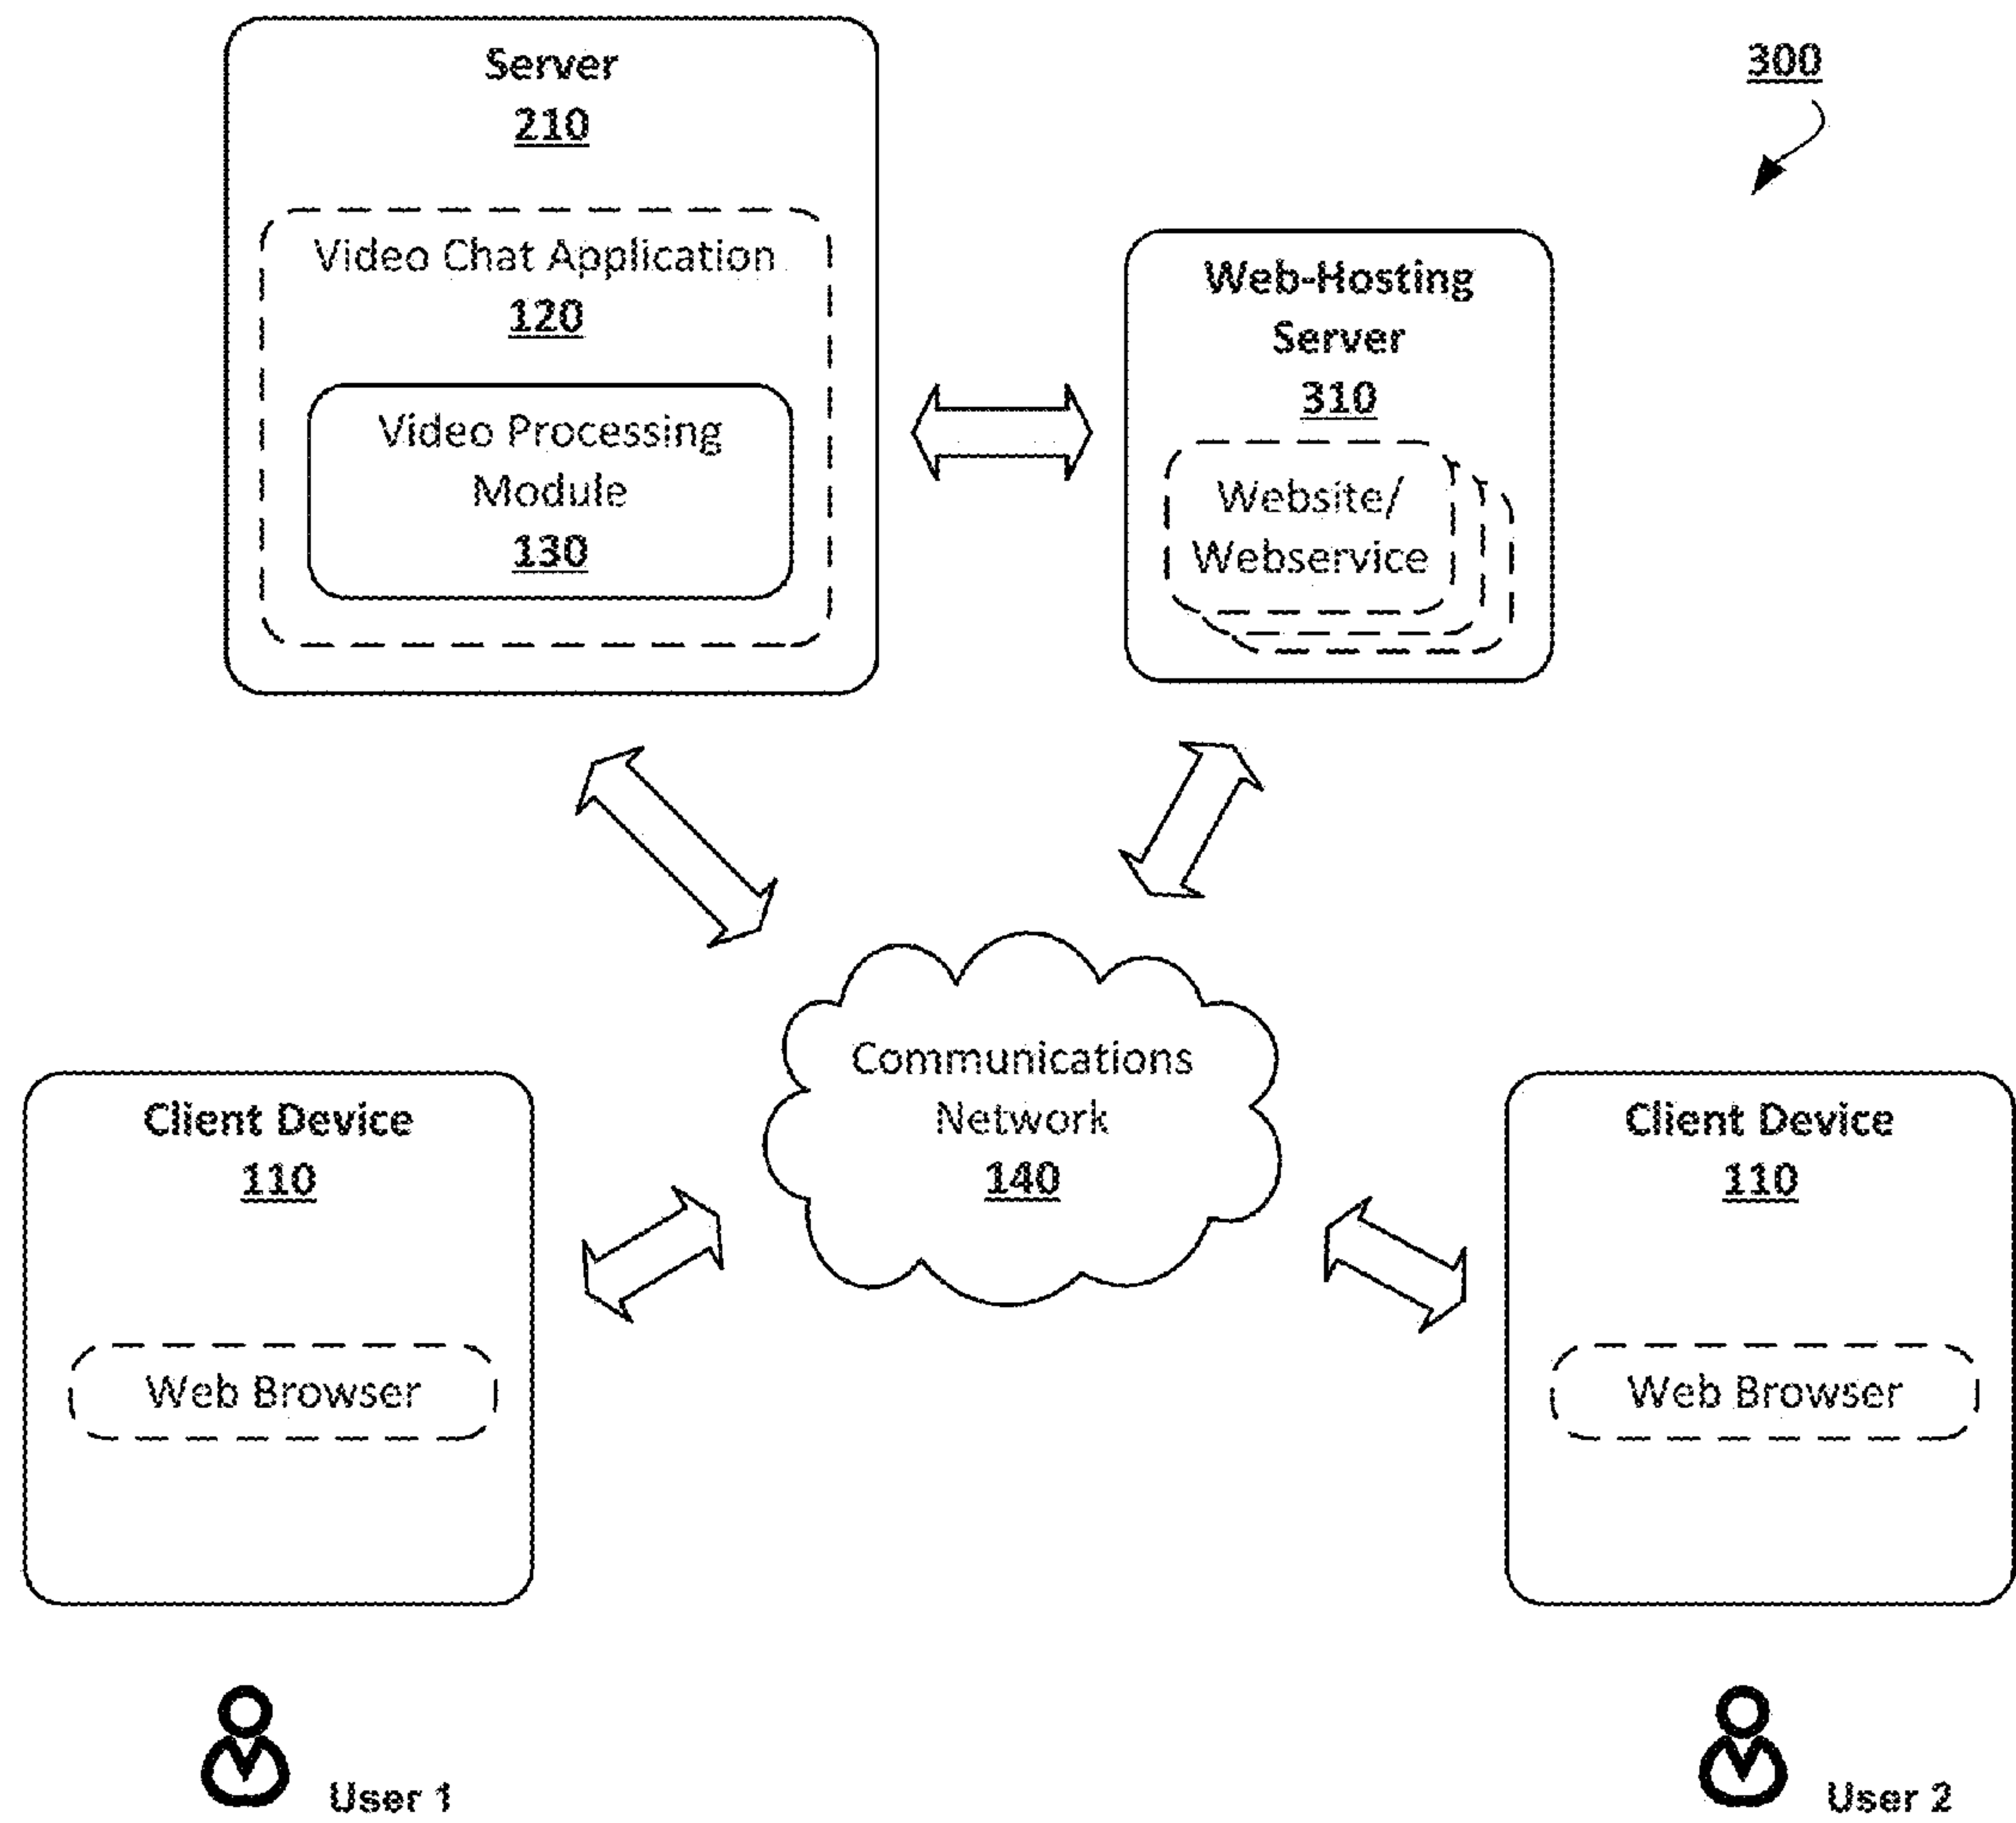 Server
210
300
Video Chat Application
120
Video Processing
Module
130
Web-Hosting
Server
310
Website/
Webservice
Communications
Network
140
Client Device
110
Web Browser
Client Device
110
Web Browser
User 1
User 2